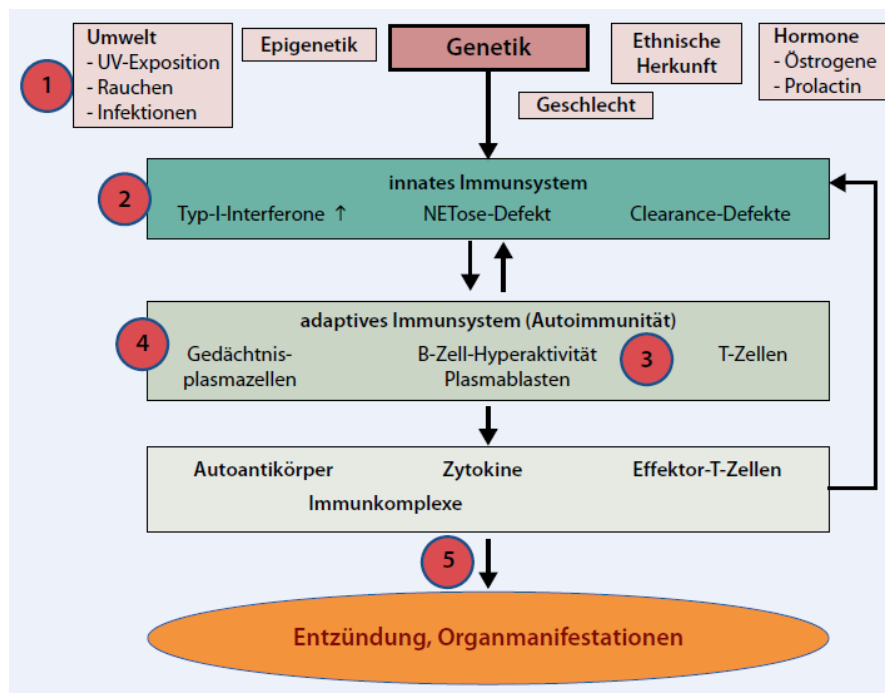 Umwelt
- UV-Exposition
- Rauchen
- Infektionen
1
Epigenetik
Genetik
Geschlecht
Ethnische
Herkunft
Hormone
- Östrogene
- Prolactin
2
innates Immunsystem
Typ-I-Interferone ↑ NETose-Defekt Clearance-Defekte
4
adaptives Immunsystem (Autoimmunität)
Gedächtnis-
plasmazellen
B-Zell-Hyperaktivität
Plasmablasten
3
T-Zellen
Autoantikörper Zytokine Effektor-T-Zellen
Immunkomplexe
5
Entzündung, Organmanifestationen